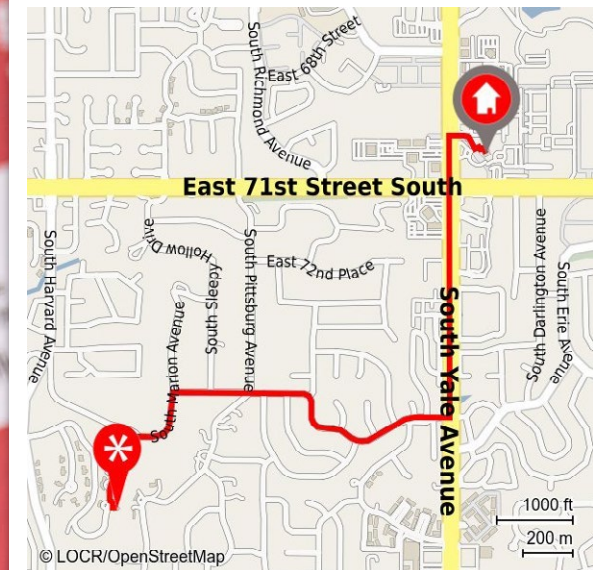 East 68th Street
South Richmond Avenue
East 71st Street South
South Harvard Avenue
Hollow Drive
South Sleepy
South Pittsburg Avenue
East 72nd Place
South Marion Avenue
South Yale Avenue
South Darlington Avenue
South Erie Avenue
1000 ft
200 m
© LOCR/OpenStreetMap